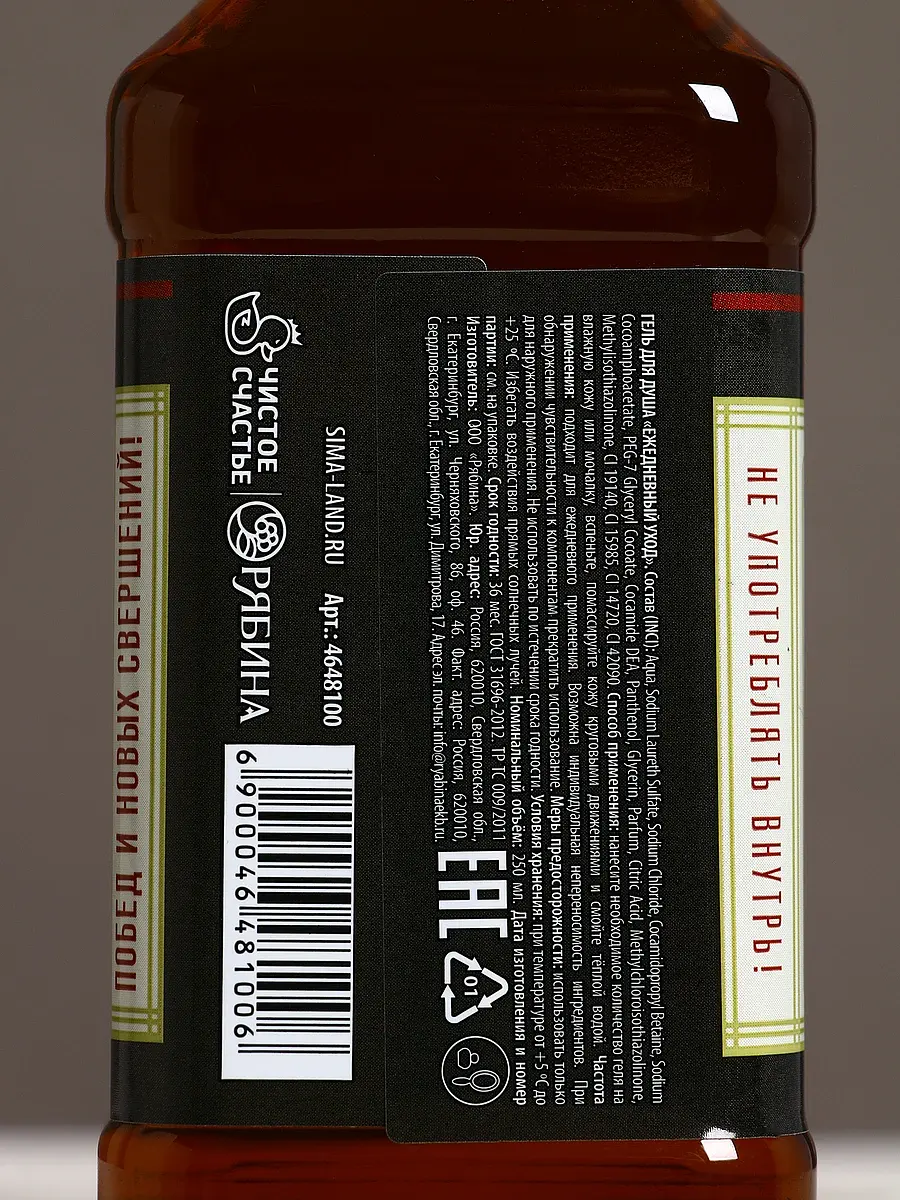 НЕ УПОТРЕБЛЯТЬ ВНУТРЬ!
ГЕЛЬ ДЛЯ ДУША «ЕЖЕДНЕВНЫЙ УХОД». Состав (INCI): Aqua, Sodium Laureth Sulfate, Sodium Chloride, Cocamidopropyl Betaine, Sodium
Cocoamphoacetate, PEG-7 Glyceryl Cocoate, Cocamide DEA, Panthenol, Glycerin, Parfum, Citric Acid, Methylchloroisothiazolinone,
Methylisothiazolinone, CI 19140, CI 15985, CI 14720, CI 42090. Способ применения: нанесите необходимое количество геля на
влажную кожу или мочалку, вспеньте, помассируйте кожу круговыми движениями и смойте тёплой водой. Частота
применения: подходит для ежедневного применения. Возможна индивидуальная непереносимость ингредиентов. При
обнаружении чувствительности к компонентам прекратить использование. Меры предосторожности: использовать только
для наружного применения. Не использовать по истечении срока годности. Условия хранения: при температуре от +5 °С до
+25 °С. Избегать воздействия прямых солнечных лучей. Номинальный объём: 250 мл. Дата изготовления и номер
партии: см. на упаковке. Срок годности: 36 мес. ГОСТ 31696-2012, ТР ТС 009/2011
Изготовитель: ООО «Рябина». Юр. адрес: Россия, 620010, Свердловская обл.,
г. Екатеринбург, ул. Черняховского, 86, оф. 46. Факт. адрес: Россия, 620010,
Свердловская обл., г. Екатеринбург, ул. Димитрова, 17. Адрес эл. почты: info@ryabinaekb.ru
EAC
01
SIMA-LAND.RU Арт.: 4648100
ЧИСТОЕ
СЧАСТЬЕ
РЯБИНА
6 900046 481006
ПОБЕД И НОВЫХ СВЕРШЕНИЙ!